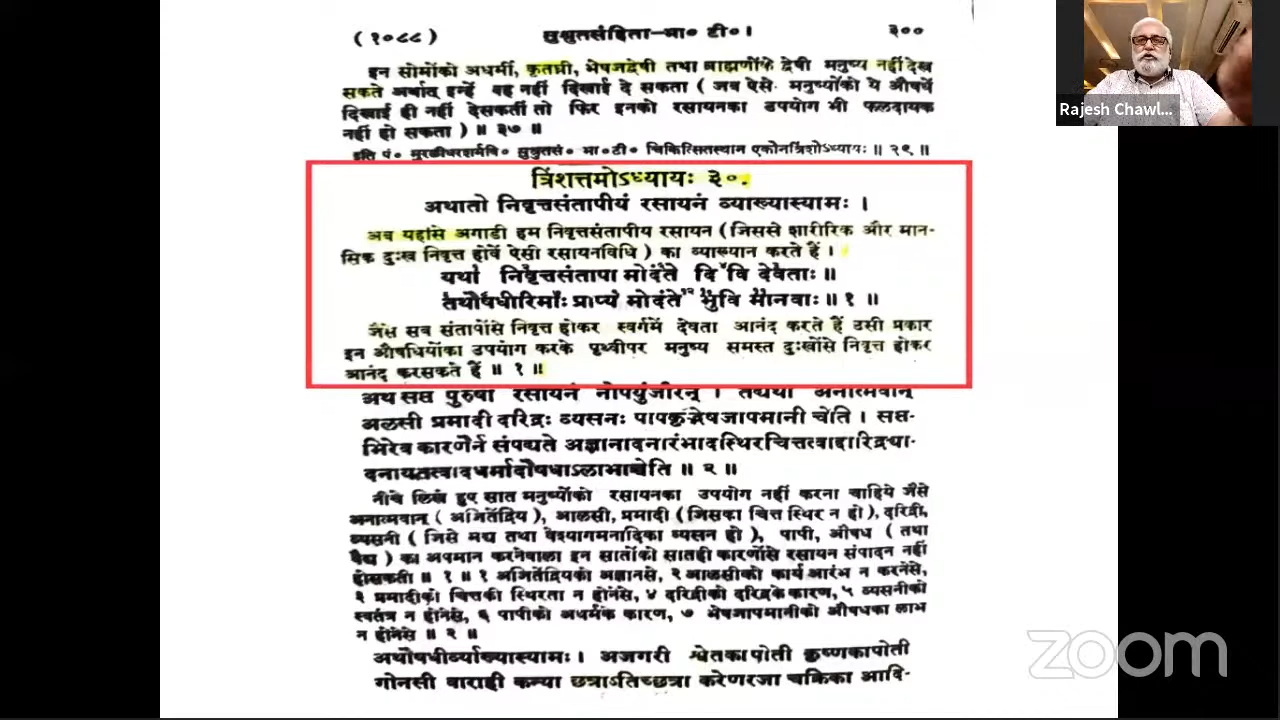 (१०८८) सुश्रुतसंहिता-भा० टी० । ३००
इन सोमोंको अधर्मी, कृतघ्नी, भेषजद्वेषी तथा ब्राह्मणोंके द्वेषी मनुष्य नहीं देख
सकते अर्थात् इन्हें वह नहीं दिखाई दे सकता ( जब ऐसे मनुष्योंको ये औषधें
दिखाई ही नहीं देसकतीं तो फिर इनको रसायनका उपयोग भी फलदायक
नहीं हो सकता ) ॥ ३७ ॥
इति पं० मुरलीधरशर्मवि० सुश्रुतसं० भा०टी० चिकित्सितस्थान एकोनत्रिंशोऽध्यायः ॥ २९ ॥
त्रिंशत्तमोऽध्यायः ३०.
अथातो निवृत्तसंतापीयं रसायनं व्याख्यास्यामः ।
अब यहांसे अगाडी हम निवृत्तसंतापीय रसायन ( जिससे शारीरिक और मान-
सिक दुःख निवृत्त होवें ऐसी रसायनविधि ) का व्याख्यान करते हैं ।
यथा निवृत्तसंतापा मोदंते दिवि देवताः ॥
तथौषधीरिमाः प्राप्य मोदंते भुवि मानवाः ॥ १ ॥
जैसे सब संतापोंसे निवृत्त होकर स्वर्गमें देवता आनंद करते हैं उसी प्रकार
इन औषधियोंका उपयोग करके पृथ्वीपर मनुष्य समस्त दुःखोंसे निवृत्त होकर
आनंद करसकते हैं ॥ १ ॥
अथ सप्त पुरुषा रसायनं नोपयुंजीरन् । तद्यथा अनात्मवान्
अळसी प्रमादी दरिद्रः व्यसनः पापकृद्भेषजापमानी चेति । सप्त-
भिरेव कारणैर्न संपद्यते अज्ञानादनारंभादस्थिरचित्तत्वाद्दारिद्र्या-
दनायत्तत्वादधर्मादौषधाऽलाभाच्चेति ॥ २ ॥
नीचे लिखे हुए सात मनुष्योंको रसायनका उपयोग नहीं करना चाहिये जैसे
अनात्मवान् ( अजितेंद्रिय ), आळसी, प्रमादी ( जिसका चित्त स्थिर न हो ), दरिद्री,
व्यसनी ( जिसे मद्य तथा वेश्यागमनादिका व्यसन हो ), पापी, औषध ( तथा
वैद्य ) का अपमान करनेवाला इन सातोंको सातही कारणोंसे रसायन संपादन नहीं
होसकती ॥ १ ॥ १ अजितेंद्रियको अज्ञानसे, २ आळसीको कार्य आरंभ न करनेसे,
३ प्रमादीको चित्तकी स्थिरता न होनेसे, ४ दरिद्रीको दरिद्रके कारण, ५ व्यसनीको
स्वतंत्र न होनेसे, ६ पापीको अधर्मके कारण, ७ भेषजापमानीको औषधका लाभ
न होनेसे ॥ २ ॥
अथौषधीर्व्याख्यास्यामः । अजगरी श्वेतकापोती कृष्णकापोती
गोनसी वाराही कन्या छत्राऽतिच्छत्रा करेणरजा चक्रिका आदि-
Rajesh Chawl...
zoom